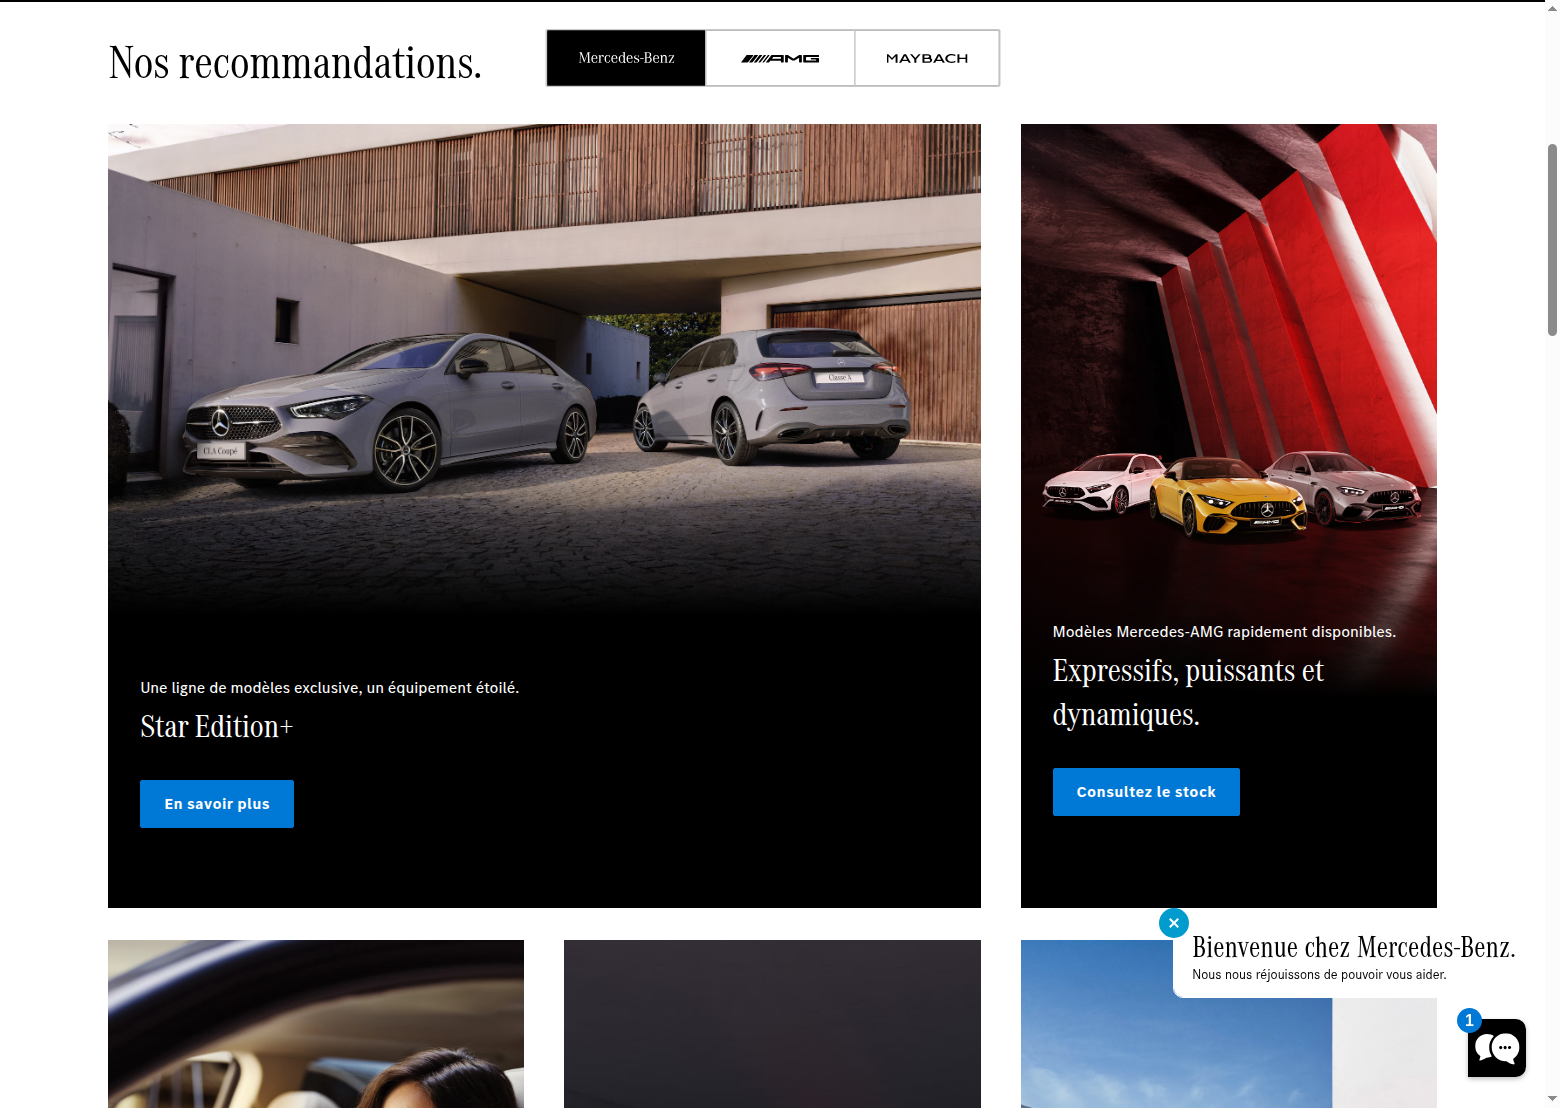 Nos recommandations.
Mercedes-Benz
AMG
MAYBACH
CLA Coupé
Classe A
AMG
Une ligne de modèles exclusive, un équipement étoilé.
Star Edition+
En savoir plus
Modèles Mercedes-AMG rapidement disponibles.
Expressifs, puissants et
dynamiques.
Consultez le stock
Bienvenue chez Mercedes-Benz.
Nous nous réjouissons de pouvoir vous aider.
1